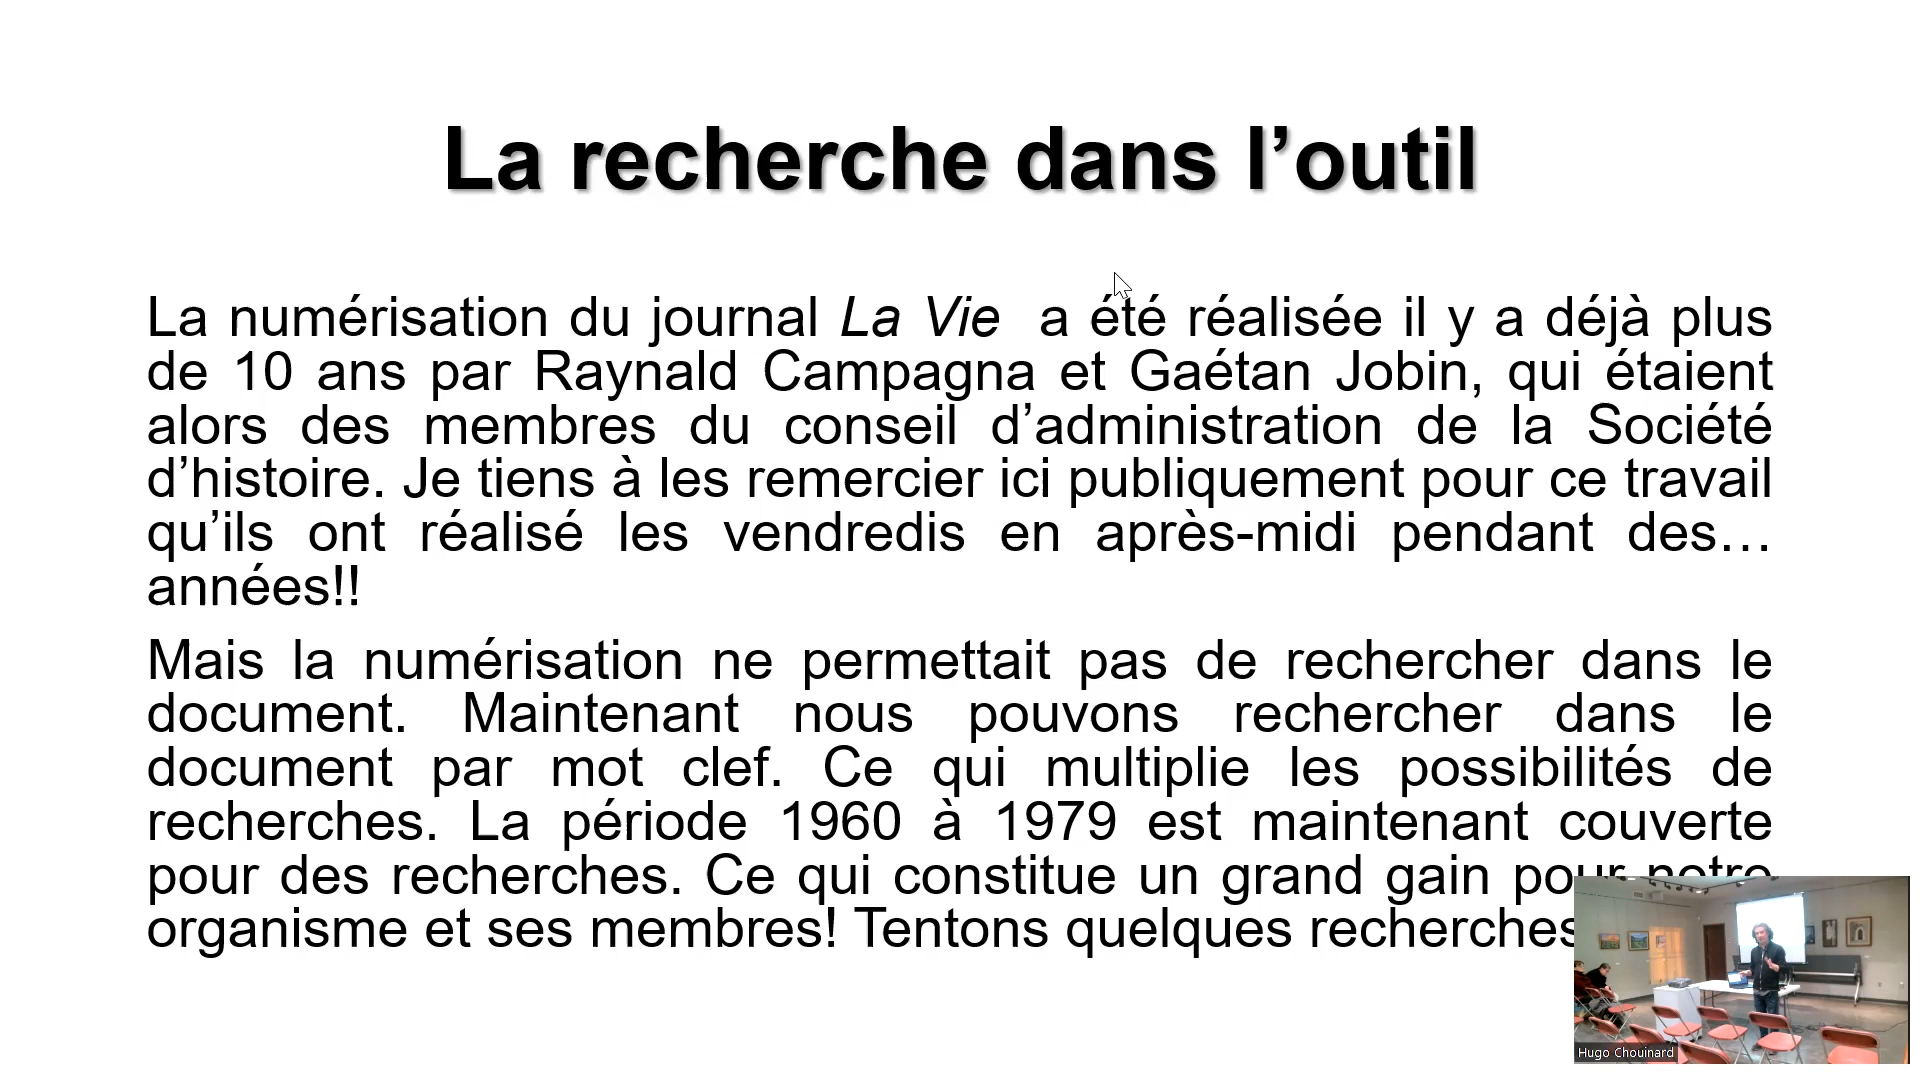 La recherche dans l’outil
La numérisation du journal La Vie a été réalisée il y a déjà plus
de 10 ans par Raynald Campagna et Gaétan Jobin, qui étaient
alors des membres du conseil d’administration de la Société
d’histoire. Je tiens à les remercier ici publiquement pour ce travail
qu’ils ont réalisé les vendredis en après-midi pendant des…
années!!
Mais la numérisation ne permettait pas de rechercher dans le
document. Maintenant nous pouvons rechercher dans le
document par mot clef. Ce qui multiplie les possibilités de
recherches. La période 1960 à 1979 est maintenant couverte
pour des recherches. Ce qui constitue un grand gain pour notre
organisme et ses membres! Tentons quelques recherches
Hugo Chouinard